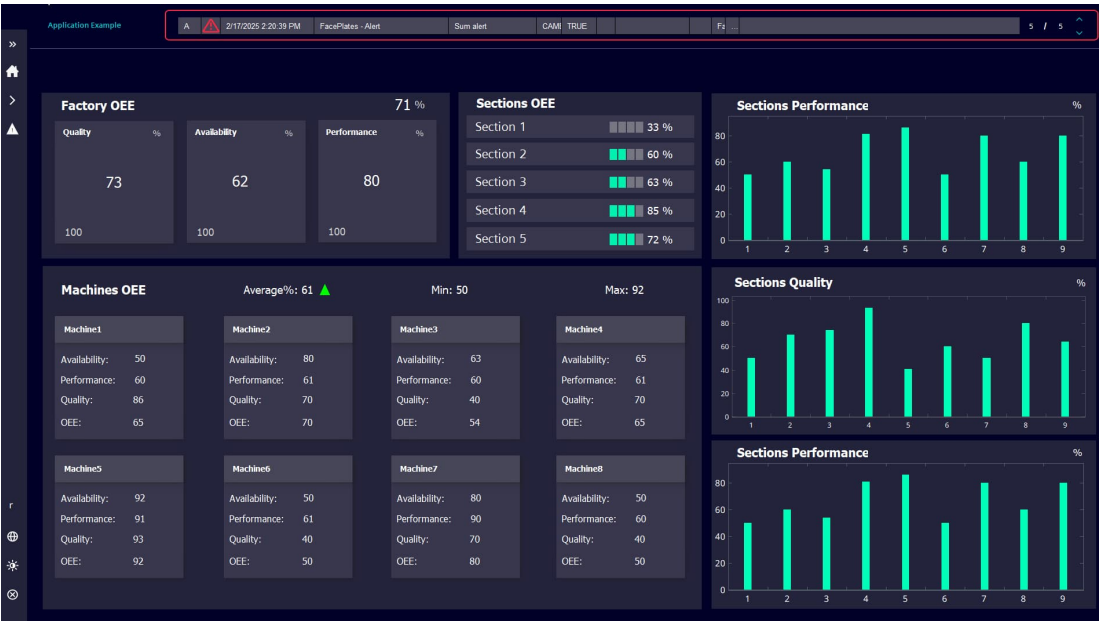 Application Example
A 2/17/2025 2:20:39 PM FacePlates - Alert Sum alert CAME TRUE Fa ... 5 / 5
Factory OEE 71 %
Quality %
73
100
Availability %
62
100
Performance %
80
100
Sections OEE
Section 1 33 %
Section 2 60 %
Section 3 63 %
Section 4 85 %
Section 5 72 %
Sections Performance %
80
60
40
20
0
1 2 3 4 5 6 7 8 9
Machines OEE Average%: 61 Min: 50 Max: 92
Machine1
Availability: 50
Performance: 60
Quality: 86
OEE: 65
Machine2
Availability: 80
Performance: 61
Quality: 70
OEE: 70
Machine3
Availability: 63
Performance: 60
Quality: 40
OEE: 54
Machine4
Availability: 65
Performance: 61
Quality: 70
OEE: 65
Machine5
Availability: 92
Performance: 91
Quality: 93
OEE: 92
Machine6
Availability: 50
Performance: 61
Quality: 40
OEE: 50
Machine7
Availability: 80
Performance: 90
Quality: 70
OEE: 80
Machine8
Availability: 50
Performance: 60
Quality: 40
OEE: 50
Sections Quality %
100
80
60
40
20
0
1 2 3 4 5 6 7 8 9
Sections Performance %
80
60
40
20
0
1 2 3 4 5 6 7 8 9
r